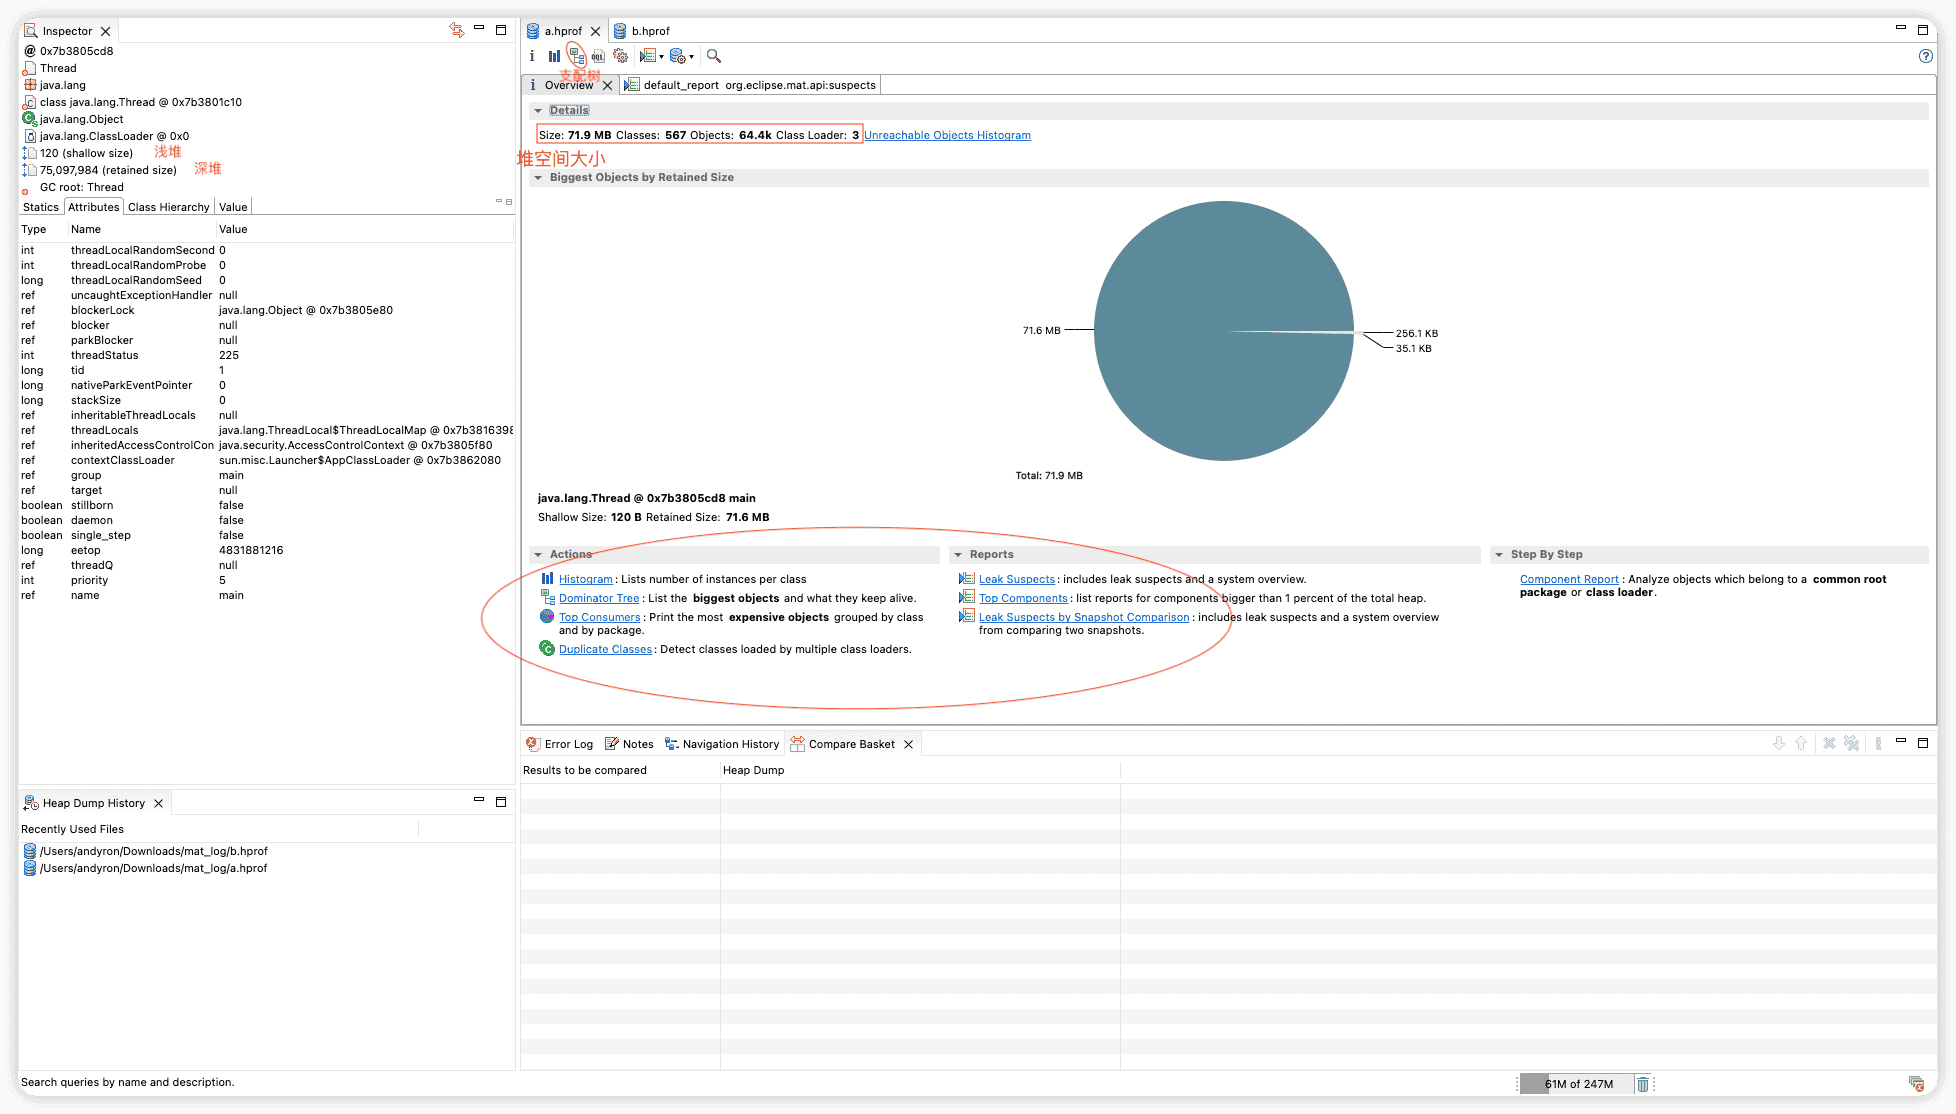 Inspector
@ 0x7b3805cd8
Thread
java.lang
class java.lang.Thread @ 0x7b3801c10
java.lang.Object
java.lang.ClassLoader @ 0x0
120 (shallow size) 浅堆
75,097,984 (retained size) 深堆
GC root: Thread
Statics Attributes Class Hierarchy Value
Type Name Value
int threadLocalRandomSecond 0
int threadLocalRandomProbe 0
long threadLocalRandomSeed 0
ref uncaughtExceptionHandler null
ref blockerLock java.lang.Object @ 0x7b3805e80
ref blocker null
ref parkBlocker null
int threadStatus 225
long tid 1
long nativeParkEventPointer 0
long stackSize 0
ref inheritableThreadLocals null
ref threadLocals java.lang.ThreadLocal$ThreadLocalMap @ 0x7b3816398
ref inheritedAccessControlCon java.security.AccessControlContext @ 0x7b3805f80
ref contextClassLoader sun.misc.Launcher$AppClassLoader @ 0x7b3862080
ref group main
ref target null
boolean stillborn false
boolean daemon false
boolean single_step false
long eetop 4831881216
ref threadQ null
int priority 5
ref name main
Heap Dump History
Recently Used Files
/Users/andyron/Downloads/mat_log/b.hprof
/Users/andyron/Downloads/mat_log/a.hprof
a.hprof b.hprof
i OQL
支配树
i Overview default_report org.eclipse.mat.api:suspects
Details
Size: 71.9 MB Classes: 567 Objects: 64.4k Class Loader: 3 Unreachable Objects Histogram
堆空间大小
Biggest Objects by Retained Size
71.6 MB
256.1 KB
35.1 KB
Total: 71.9 MB
java.lang.Thread @ 0x7b3805cd8 main
Shallow Size: 120 B Retained Size: 71.6 MB
Actions
Histogram : Lists number of instances per class
Dominator Tree : List the biggest objects and what they keep alive.
Top Consumers : Print the most expensive objects grouped by class
and by package.
Duplicate Classes : Detect classes loaded by multiple class loaders.
Reports
Leak Suspects : includes leak suspects and a system overview.
Top Components : list reports for components bigger than 1 percent of the total heap.
Leak Suspects by Snapshot Comparison : includes leak suspects and a system overview
from comparing two snapshots.
Step By Step
Component Report : Analyze objects which belong to a common root
package or class loader.
Error Log Notes Navigation History Compare Basket
Results to be compared Heap Dump
Search queries by name and description.
61M of 247M